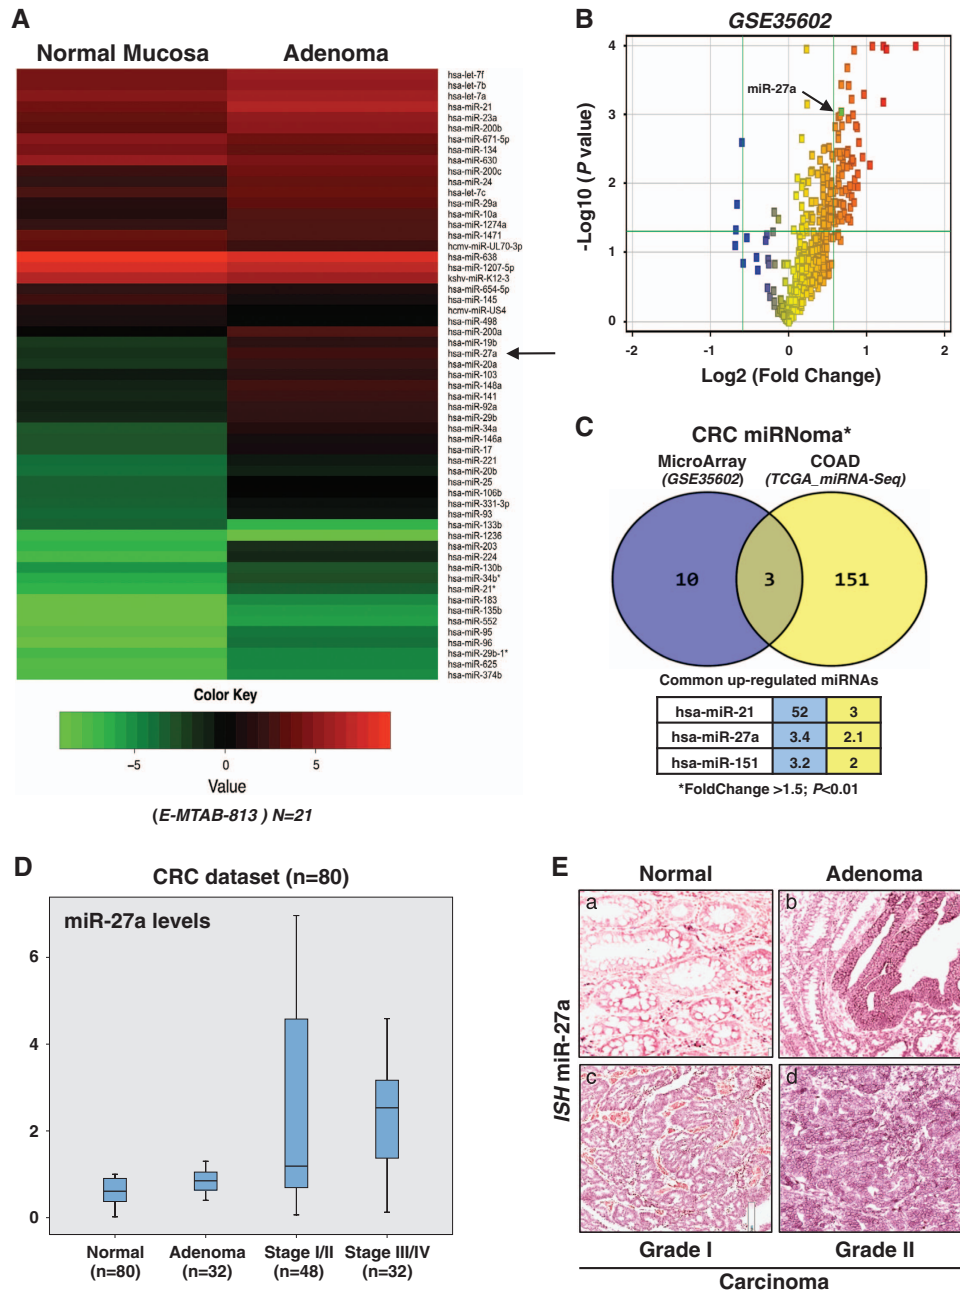 A
Normal Mucosa
Adenoma
hsa-let-7f
hsa-let-7b
hsa-let-7a
hsa-miR-21
hsa-miR-23a
hsa-miR-200b
hsa-miR-671-5p
hsa-miR-134
hsa-miR-630
hsa-miR-200c
hsa-miR-24
hsa-let-7c
hsa-miR-29a
hsa-miR-10a
hsa-miR-1274a
hsa-miR-1471
hcmv-miR-UL70-3p
hsa-miR-638
hsa-miR-1207-5p
kshv-miR-K12-3
hsa-miR-654-5p
hsa-miR-145
hcmv-miR-US4
hsa-miR-498
hsa-miR-200a
hsa-miR-19b
hsa-miR-27a
hsa-miR-20a
hsa-miR-103
hsa-miR-148a
hsa-miR-141
hsa-miR-92a
hsa-miR-29b
hsa-miR-34a
hsa-miR-146a
hsa-miR-17
hsa-miR-221
hsa-miR-20b
hsa-miR-25
hsa-miR-106b
hsa-miR-331-3p
hsa-miR-93
hsa-miR-133b
hsa-miR-1236
hsa-miR-203
hsa-miR-224
hsa-miR-130b
hsa-miR-34b*
hsa-miR-21*
hsa-miR-183
hsa-miR-135b
hsa-miR-552
hsa-miR-95
hsa-miR-96
hsa-miR-29b-1*
hsa-miR-625
hsa-miR-374b
Color Key
−5 0 5
Value
(E-MTAB-813 ) N=21
B
GSE35602
-Log10 (P value)
4
3
2
1
0
miR-27a
-2 -1 0 1 2
Log2 (Fold Change)
C
CRC miRNoma*
MicroArray
(GSE35602)
COAD
(TCGA_miRNA-Seq)
10 3 151
Common up-regulated miRNAs
hsa-miR-21 52 3
hsa-miR-27a 3.4 2.1
hsa-miR-151 3.2 2
*FoldChange >1.5; P<0.01
D
CRC dataset (n=80)
miR-27a levels
6
4
2
0
Normal
(n=80)
Adenoma
(n=32)
Stage I/II
(n=48)
Stage III/IV
(n=32)
E
Normal
Adenoma
ISH miR-27a
a
b
c
d
Grade I
Grade II
Carcinoma